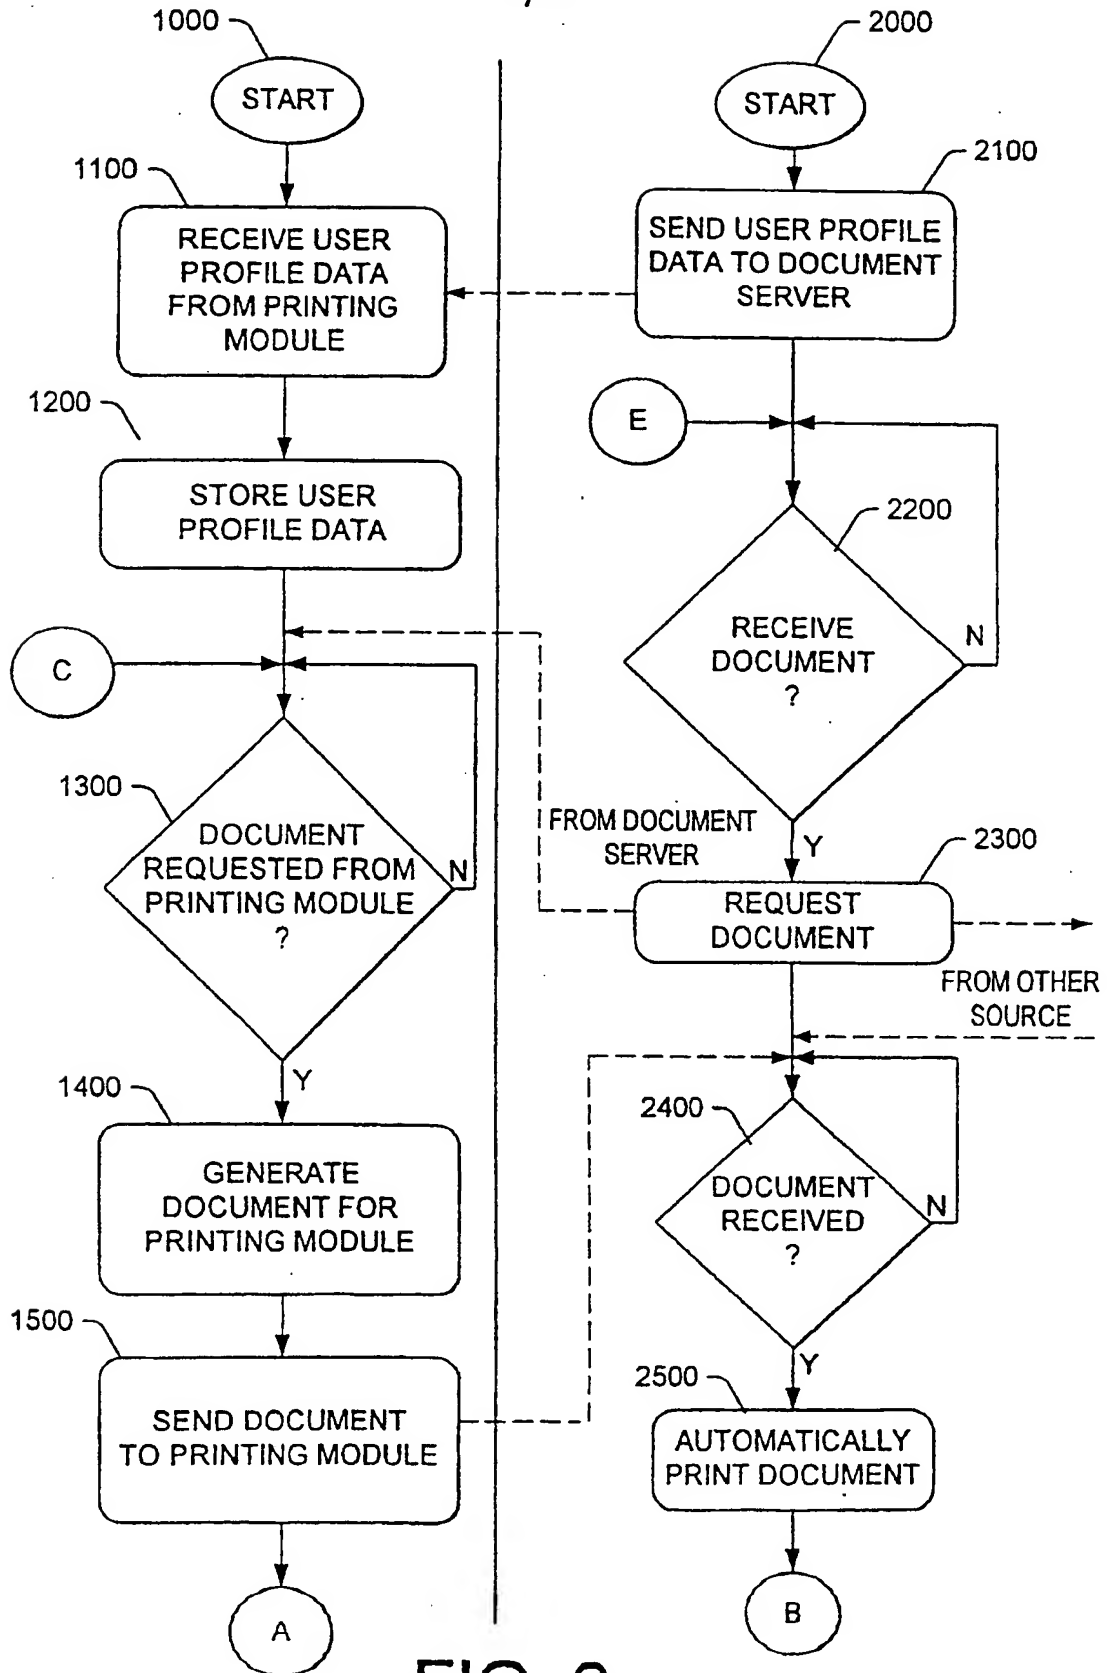 1000
START
1100
RECEIVE USER
PROFILE DATA
FROM PRINTING
MODULE
1200
STORE USER
PROFILE DATA
C
1300
DOCUMENT
REQUESTED FROM
PRINTING MODULE
?
N
Y
1400
GENERATE
DOCUMENT FOR
PRINTING MODULE
1500
SEND DOCUMENT
TO PRINTING MODULE
A
2000
START
2100
SEND USER PROFILE
DATA TO DOCUMENT
SERVER
E
2200
RECEIVE
DOCUMENT
?
N
Y
FROM DOCUMENT
SERVER
2300
REQUEST
DOCUMENT
FROM OTHER
SOURCE
2400
DOCUMENT
RECEIVED
?
N
Y
2500
AUTOMATICALLY
PRINT DOCUMENT
B